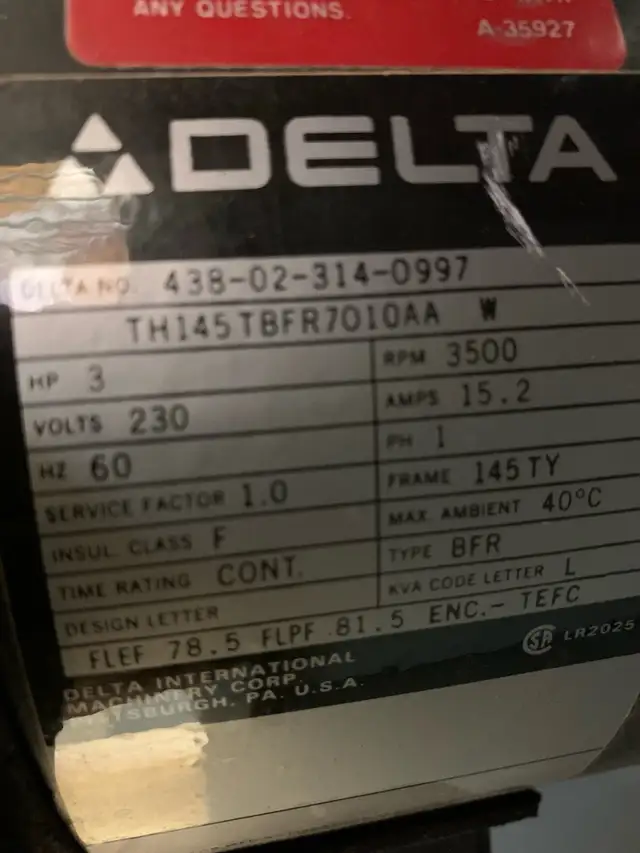 ANY QUESTIONS.
A-35927
DELTA
DELTA NO. 438-02-314-0997
TH145TBFR7010AA W
HP 3
RPM 3500
VOLTS 230
AMPS 15.2
HZ 60
PH 1
SERVICE FACTOR 1.0
FRAME 145TY
INSUL. CLASS F
MAX. AMBIENT 40°C
TIME RATING CONT.
TYPE BFR
DESIGN LETTER
KVA CODE LETTER L
FLEF 78.5 FLPF 81.5 ENC.- TEFC
DELTA INTERNATIONAL
MACHINERY CORP.
PITTSBURGH, PA. U.S.A.
SA LR2025